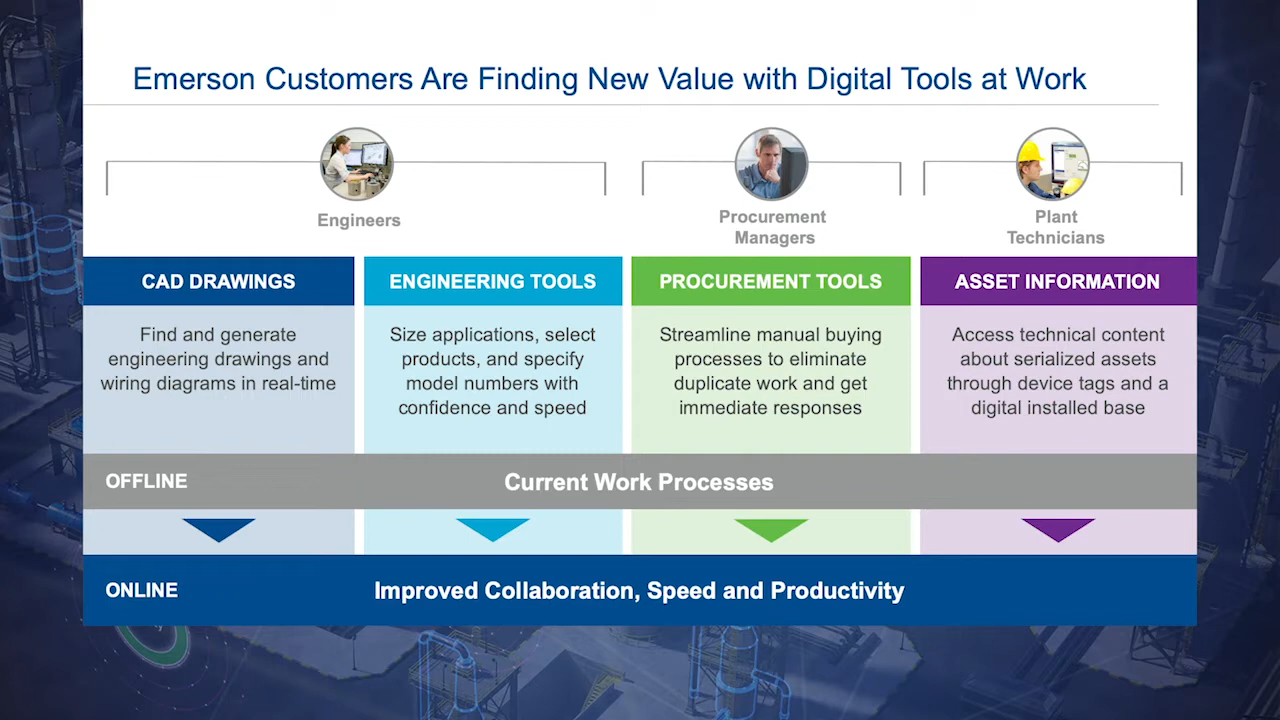 Emerson Customers Are Finding New Value with Digital Tools at Work
Engineers
Procurement
Managers
Plant
Technicians
CAD DRAWINGS
Find and generate
engineering drawings and
wiring diagrams in real-time
ENGINEERING TOOLS
Size applications, select
products, and specify
model numbers with
confidence and speed
PROCUREMENT TOOLS
Streamline manual buying
processes to eliminate
duplicate work and get
immediate responses
ASSET INFORMATION
Access technical content
about serialized assets
through device tags and a
digital installed base
OFFLINE
Current Work Processes
ONLINE
Improved Collaboration, Speed and Productivity